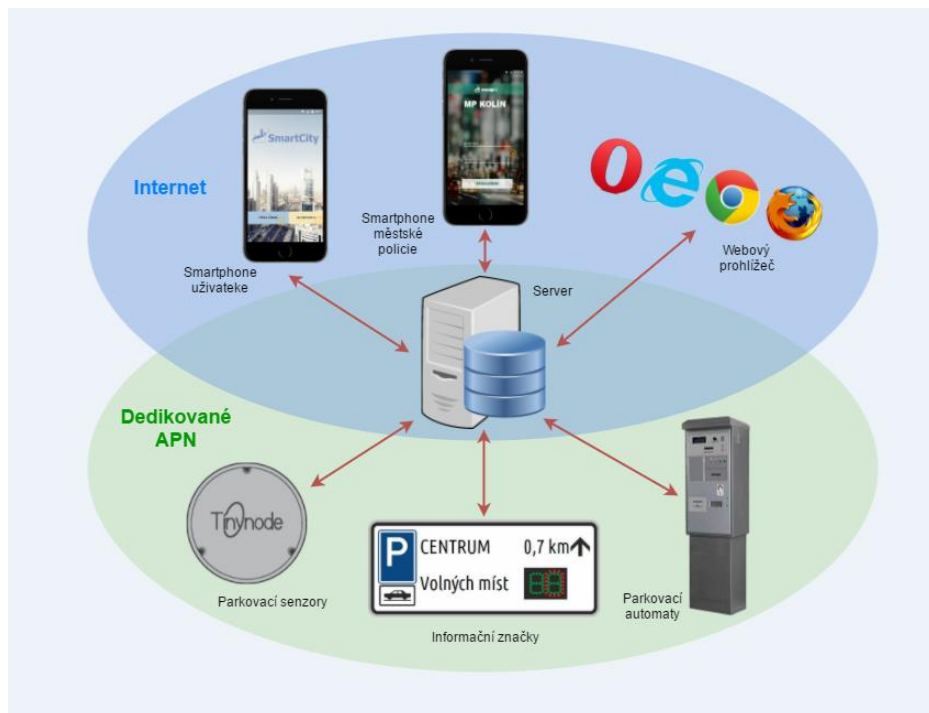 SmartCity
MP KOLÍN
Internet
Smartphone
městské
policie
Smartphone
uživateke
Webový
prohlížeč
Server
Dedikované
APN
Tinynode
P
CENTRUM 0,7 km
Volných míst
Parkovací senzory
Informační značky
Parkovací
automaty